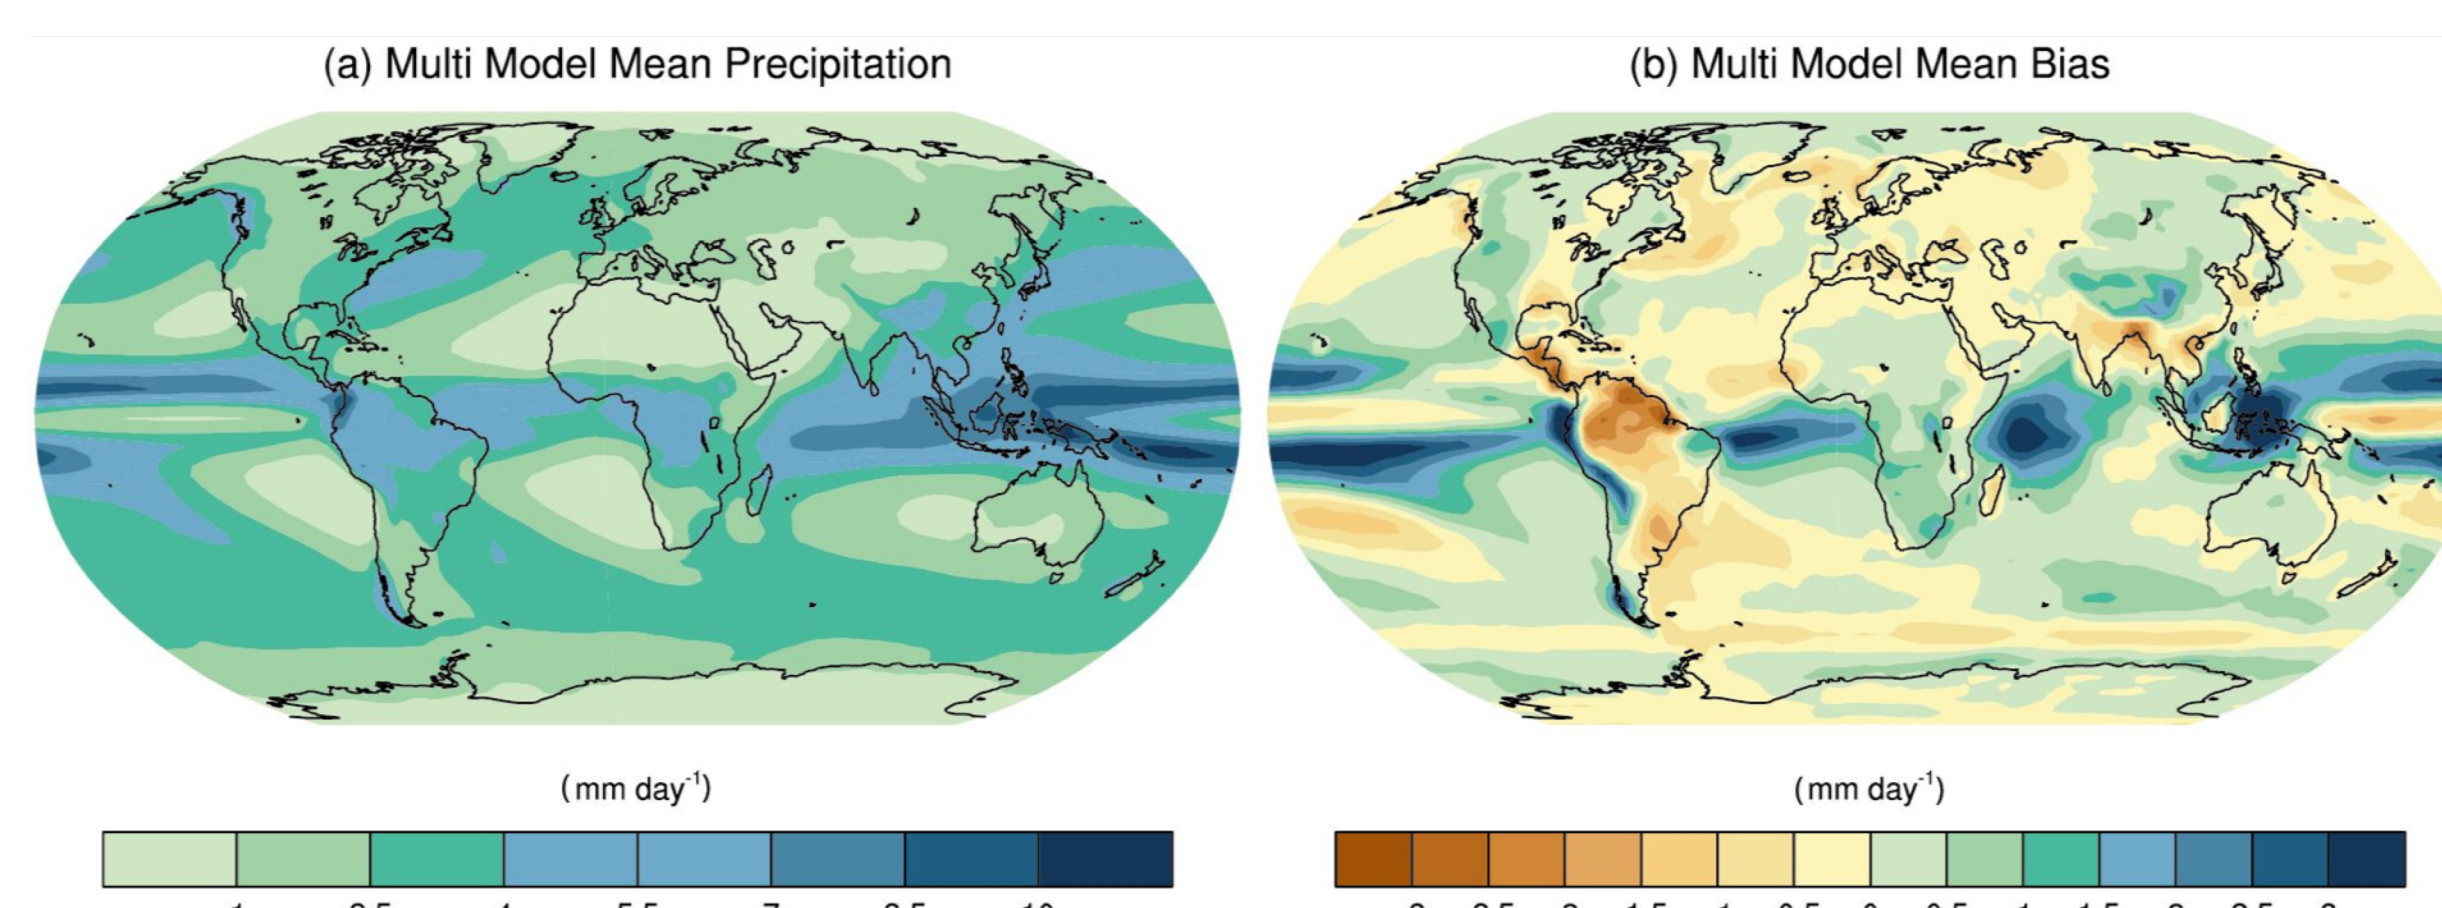 (a) Multi Model Mean Precipitation
(b) Multi Model Mean Bias
(mm day⁻¹)
(mm day⁻¹)